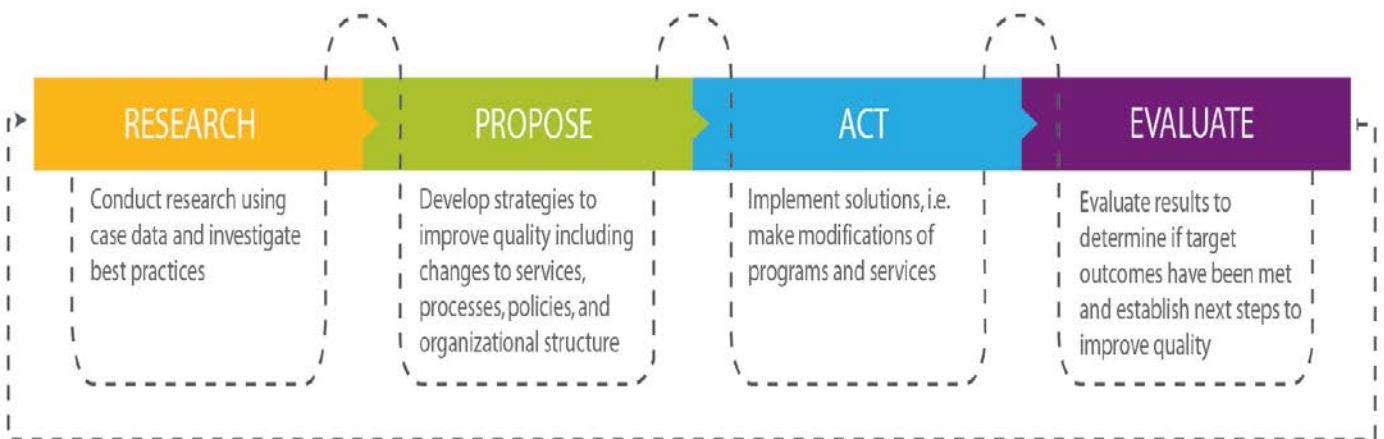 RESEARCH
PROPOSE
ACT
EVALUATE
Conduct research using
case data and investigate
best practices
Develop strategies to
improve quality including
changes to services,
processes, policies, and
organizational structure
Implement solutions, i.e.
make modifications of
programs and services
Evaluate results to
determine if target
outcomes have been met
and establish next steps to
improve quality